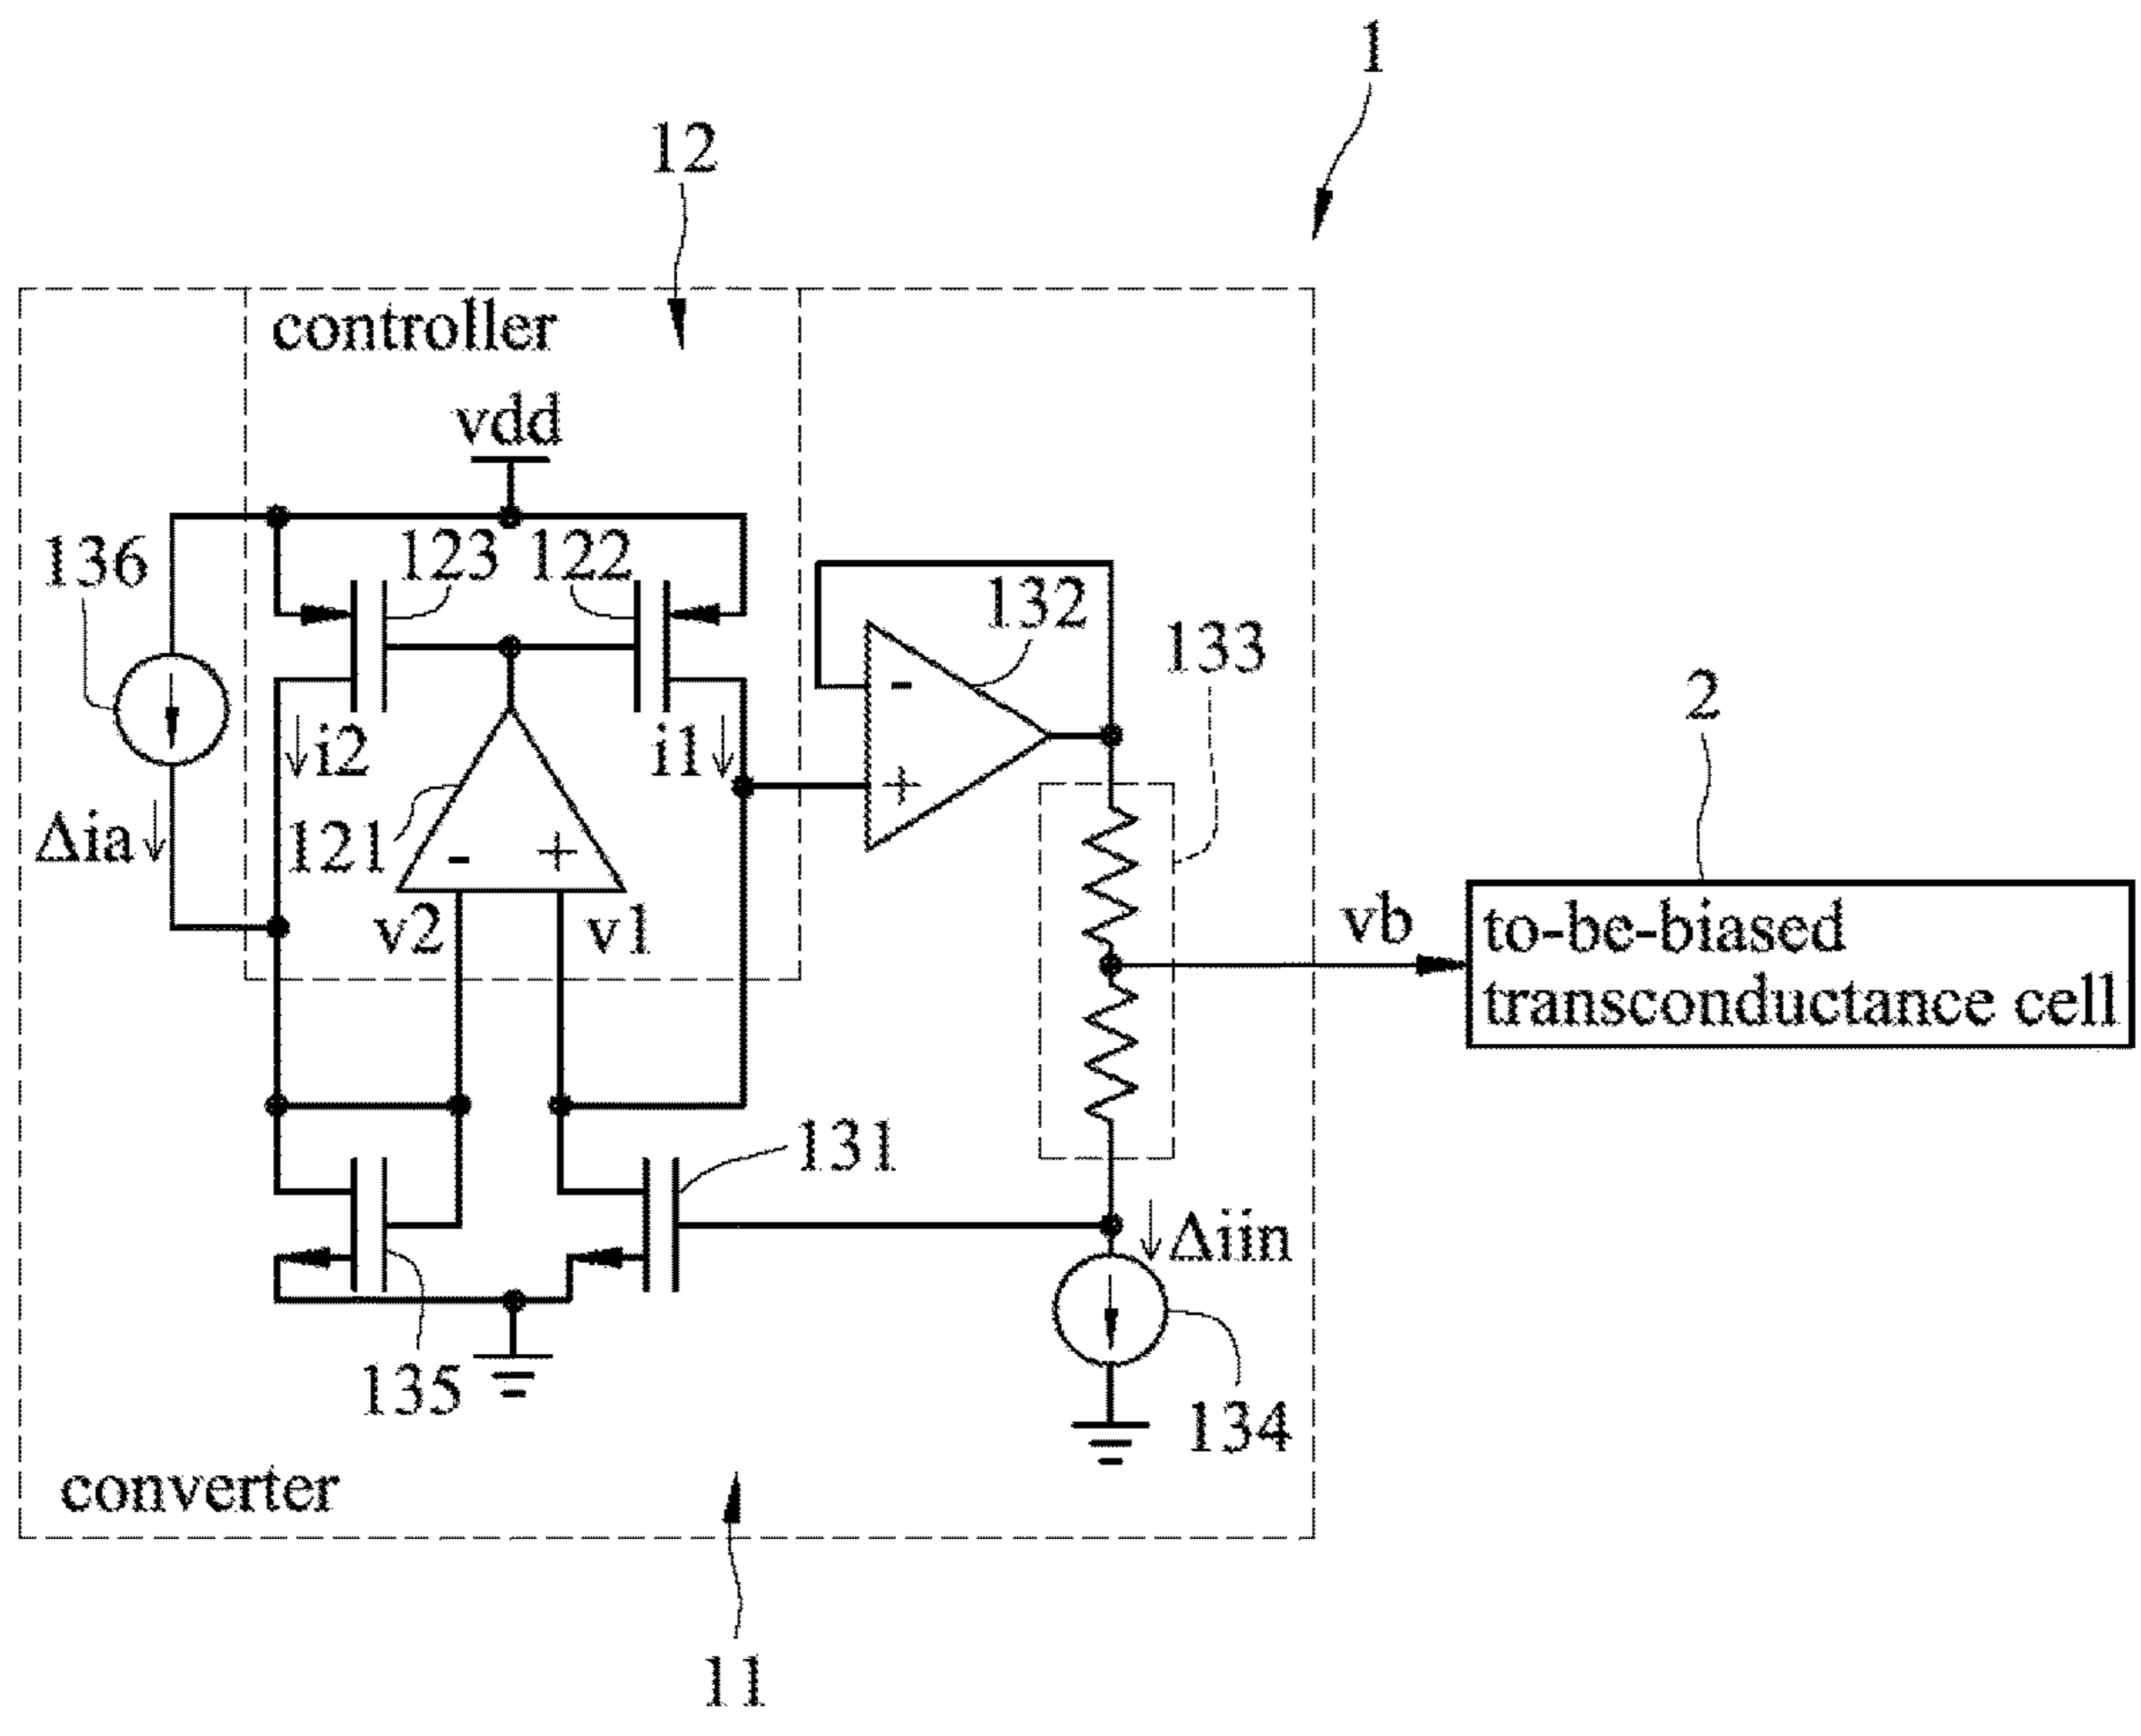 1
12
controller
vdd
136
123
122
132
133
2
i2
i1
-
+
Δia
121
-
+
v2
v1
vb
to-be-biased
transconductance cell
131
Δiin
135
134
converter
11